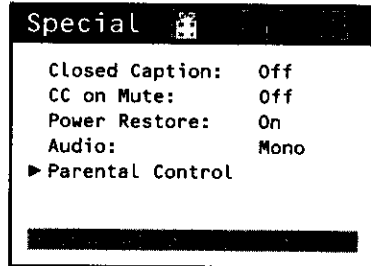 Special
Closed Caption: Off
CC on Mute: Off
Power Restore: On
Audio: Mono
▶ Parental Control